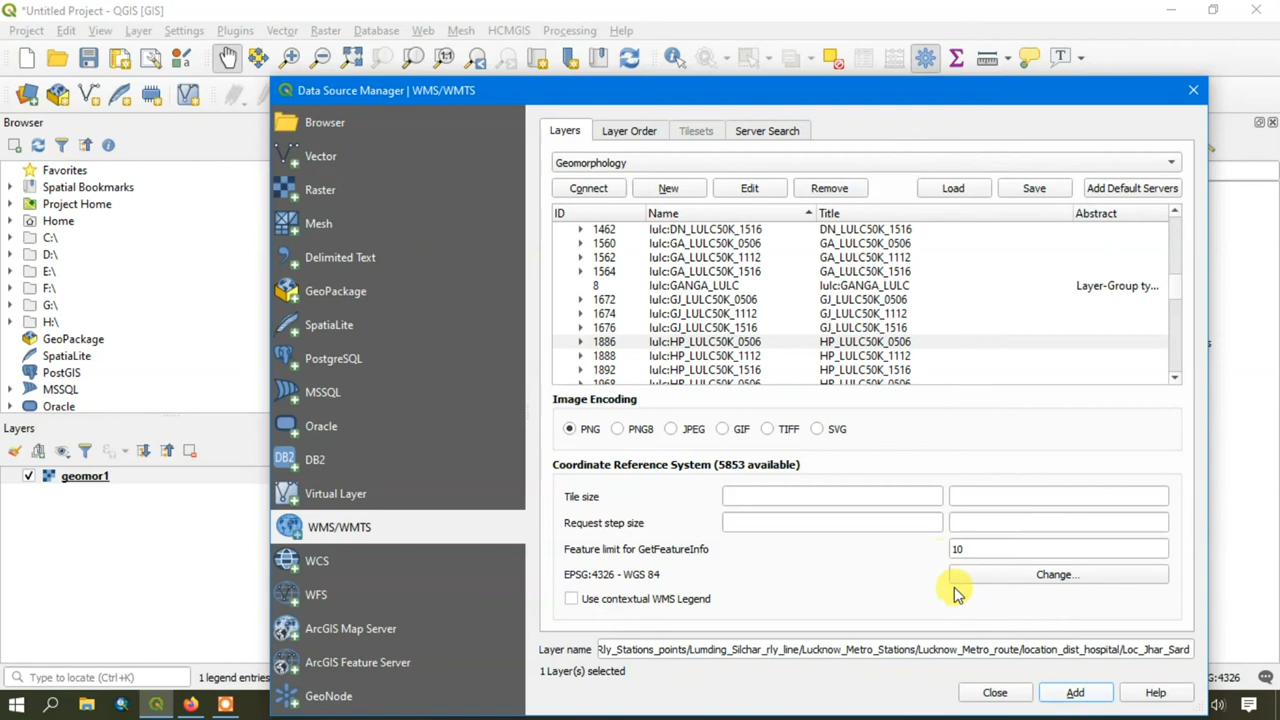 *Untitled Project - QGIS [GIS]
Project Edit View Layer Settings Plugins Vector Raster Database Web Mesh HCMGIS Processing Help
Data Source Manager | WMS/WMTS
Browser
Favorites
Spatial Bookmarks
Project Home
Home
C:\
D:\
E:\
F:\
G:\
H:\
GeoPackage
SpatiaLite
PostGIS
MSSQL
Oracle
Layers
geomor1
Browser
Vector
Raster
Mesh
Delimited Text
GeoPackage
SpatiaLite
PostgreSQL
MSSQL
Oracle
DB2
Virtual Layer
WMS/WMTS
WCS
WFS
ArcGIS Map Server
ArcGIS Feature Server
GeoNode
Layers Layer Order Tilesets Server Search
Geomorphology
Connect New Edit Remove Load Save Add Default Servers
ID Name Title Abstract
1462 lulc:DN_LULC50K_1516 DN_LULC50K_1516
1560 lulc:GA_LULC50K_0506 GA_LULC50K_0506
1562 lulc:GA_LULC50K_1112 GA_LULC50K_1112
1564 lulc:GA_LULC50K_1516 GA_LULC50K_1516
8 lulc:GANGA_LULC lulc:GANGA_LULC Layer-Group ty...
1672 lulc:GJ_LULC50K_0506 GJ_LULC50K_0506
1674 lulc:GJ_LULC50K_1112 GJ_LULC50K_1112
1676 lulc:GJ_LULC50K_1516 GJ_LULC50K_1516
1886 lulc:HP_LULC50K_0506 HP_LULC50K_0506
1888 lulc:HP_LULC50K_1112 HP_LULC50K_1112
1892 lulc:HP_LULC50K_1516 HP_LULC50K_1516
Image Encoding
PNG PNG8 JPEG GIF TIFF SVG
Coordinate Reference System (5853 available)
Tile size
Request step size
Feature limit for GetFeatureInfo 10
EPSG:4326 - WGS 84 Change...
Use contextual WMS Legend
Layer name Rly_Stations_points/Lumding_Silchar_rly_line/Lucknow_Metro_Stations/Lucknow_Metro_route/location_dist_hospital/Loc_Jhar_Sard
1 Layer(s) selected
Close Add Help
Type to locate (Ctrl+K) 1 legend entries
G:4326